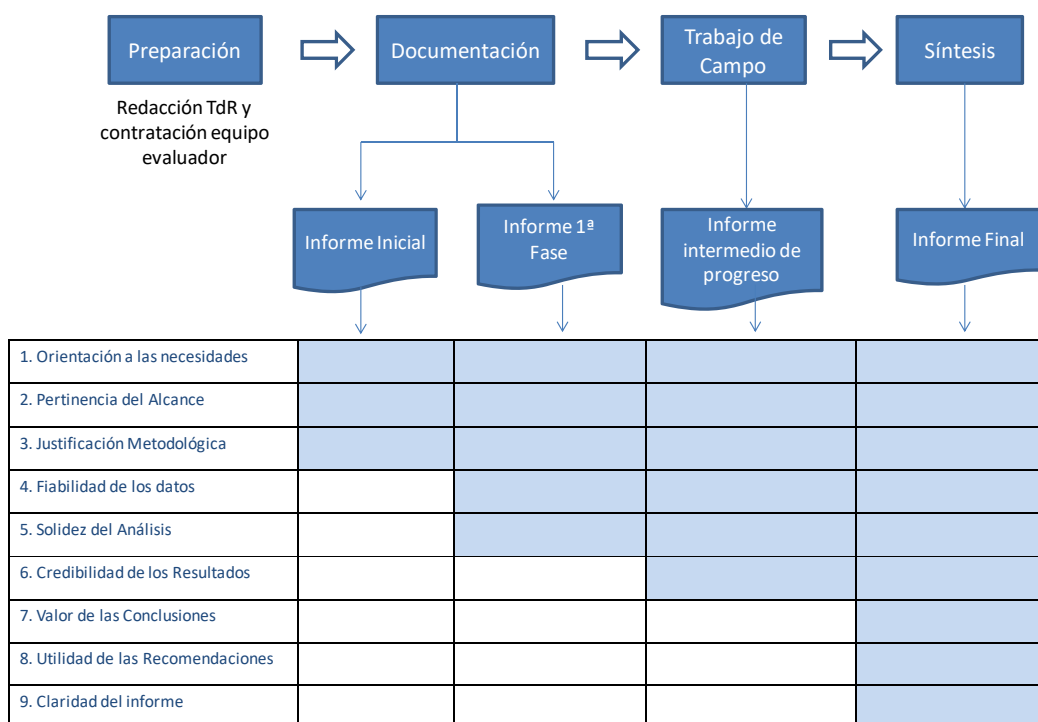 Preparación
Documentación
Trabajo de
Campo
Síntesis
Redacción TdR y
contratación equipo
evaluador
Informe Inicial
Informe 1ª
Fase
Informe
intermedio de
progreso
Informe Final
1. Orientación a las necesidades
2. Pertinencia del Alcance
3. Justificación Metodológica
4. Fiabilidad de los datos
5. Solidez del Análisis
6. Credibilidad de los Resultados
7. Valor de las Conclusiones
8. Utilidad de las Recomendaciones
9. Claridad del informe